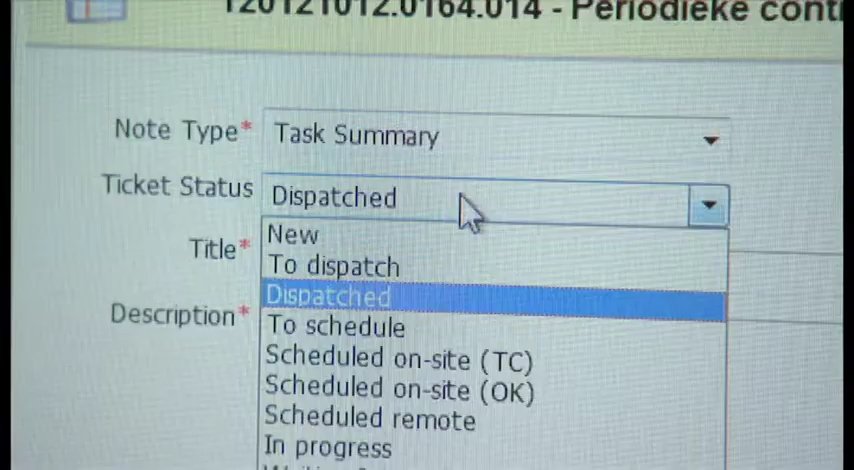 T20121012.0164.014 - Periodieke cont
Note Type* Task Summary
Ticket Status Dispatched
New
Title*
To dispatch
Dispatched
Description*
To schedule
Scheduled on-site (TC)
Scheduled on-site (OK)
Scheduled remote
In progress